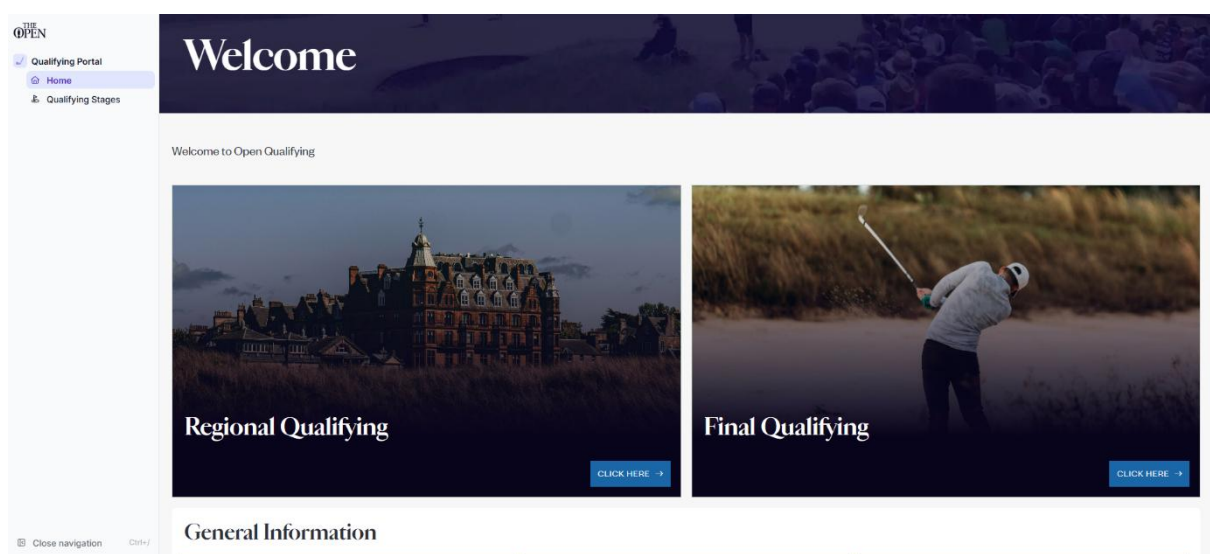 THE
OPEN
Qualifying Portal
Home
Qualifying Stages
Close navigation Ctrl+/
Welcome
Welcome to Open Qualifying
Regional Qualifying
CLICK HERE →
Final Qualifying
CLICK HERE →
General Information